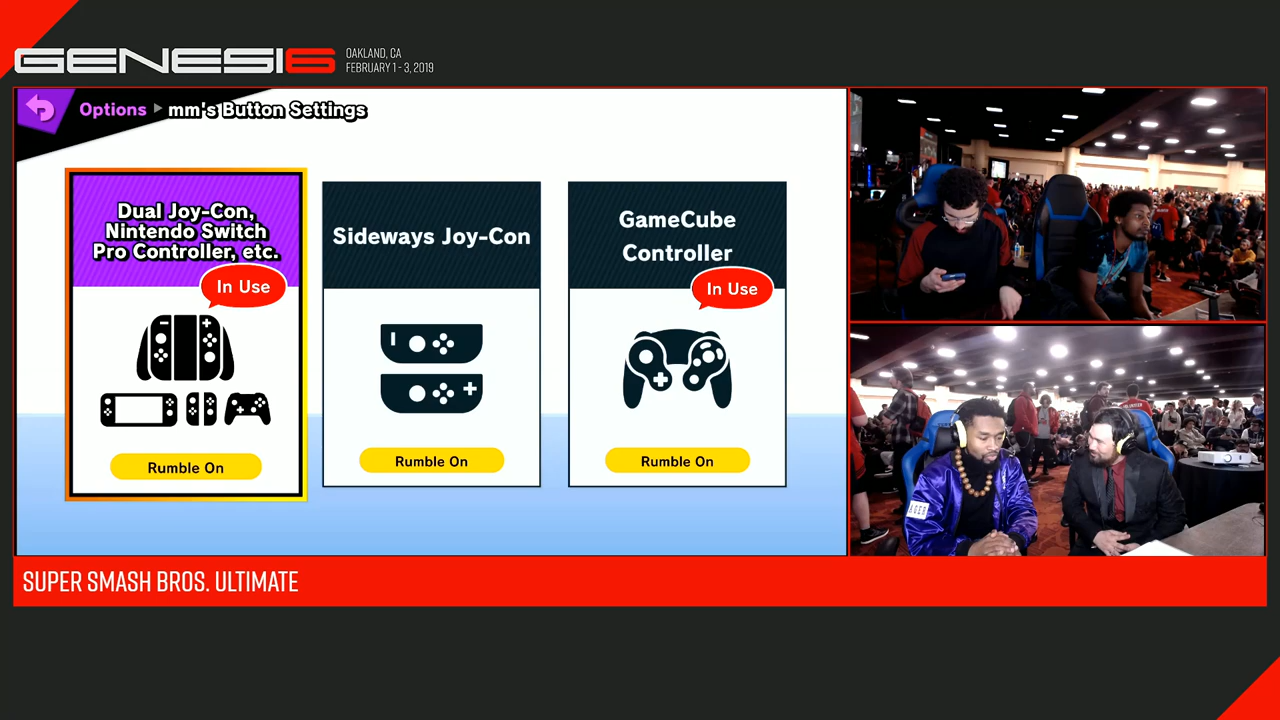 GENESIS
OAKLAND, CA
FEBRUARY 1 - 3, 2019
Options mm's Button Settings
Dual Joy-Con,
Nintendo Switch
Pro Controller, etc.
In Use
Rumble On
Sideways Joy-Con
Rumble On
GameCube
Controller
In Use
Rumble On
AGER
SUPER SMASH BROS. ULTIMATE